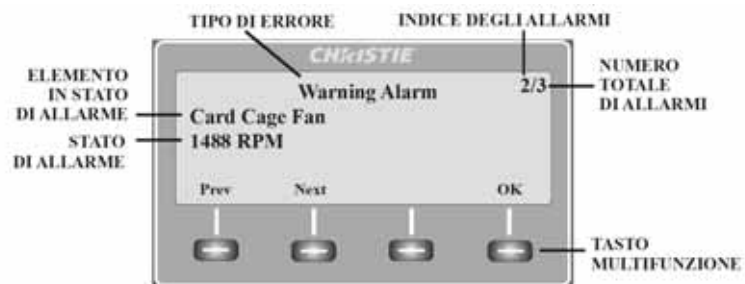 TIPO DI ERRORE
INDICE DEGLI ALLARMI
CHRISTIE
ELEMENTO
IN STATO
DI ALLARME
Warning Alarm
2/3
NUMERO
TOTALE
DI ALLARMI
Card Cage Fan
STATO
DI ALLARME
1488 RPM
Prev
Next
OK
TASTO
MULTIFUNZIONE